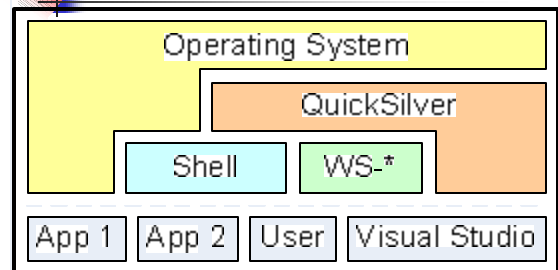 Operating System
QuickSilver
Shell WS-*
App 1 App 2 User Visual Studio